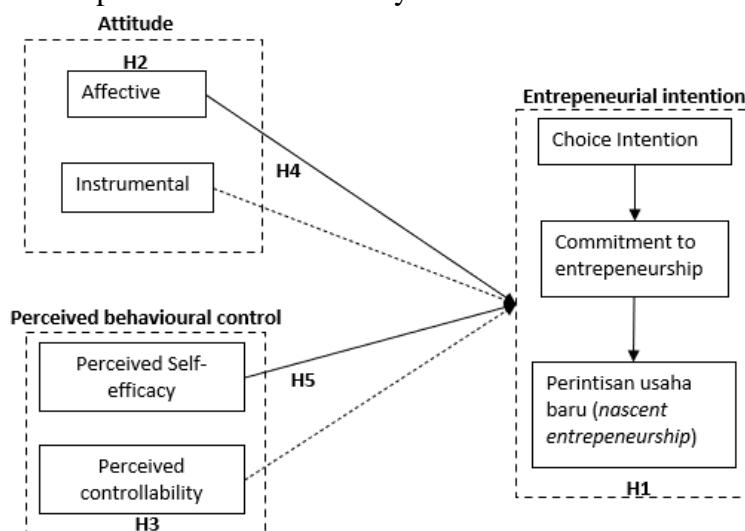 Attitude
H2
Affective
Instrumental
H4
Perceived behavioural control
Perceived Self-
efficacy
H5
Perceived
controllability
H3
Entrepeneurial intention
Choice Intention
Commitment to
entrepeneurship
Perintisan usaha
baru (nascent
entrepeneurship)
H1